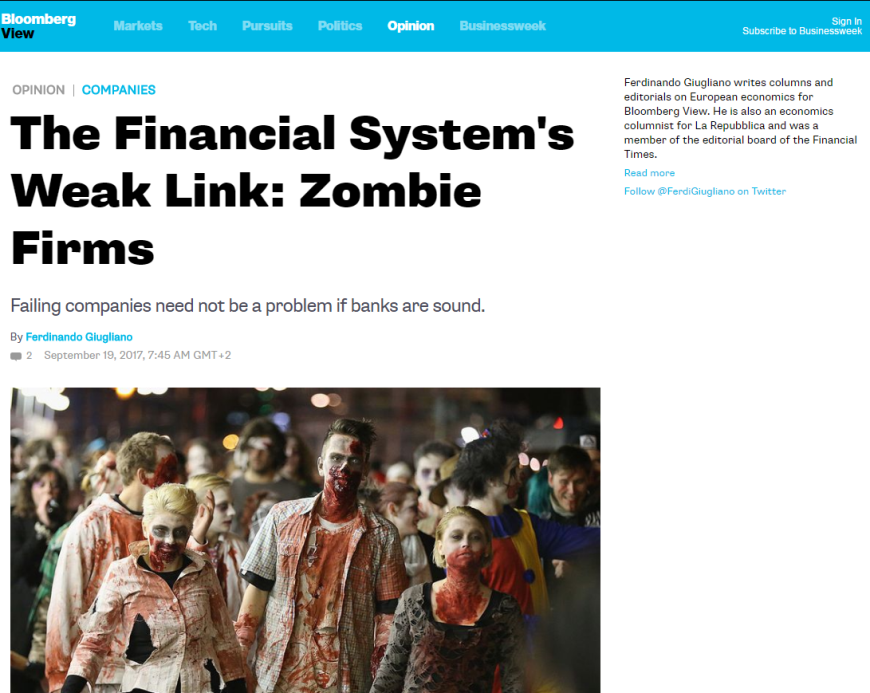 Bloomberg
View
Markets Tech Pursuits Politics Opinion Businessweek
Sign In
Subscribe to Businessweek
OPINION | COMPANIES
The Financial System's
Weak Link: Zombie
Firms
Failing companies need not be a problem if banks are sound.
By Ferdinando Giugliano
2 September 19, 2017, 7:45 AM GMT+2
Ferdinando Giugliano writes columns and
editorials on European economics for
Bloomberg View. He is also an economics
columnist for La Repubblica and was a
member of the editorial board of the Financial
Times.
Read more
Follow @FerdiGiugliano on Twitter